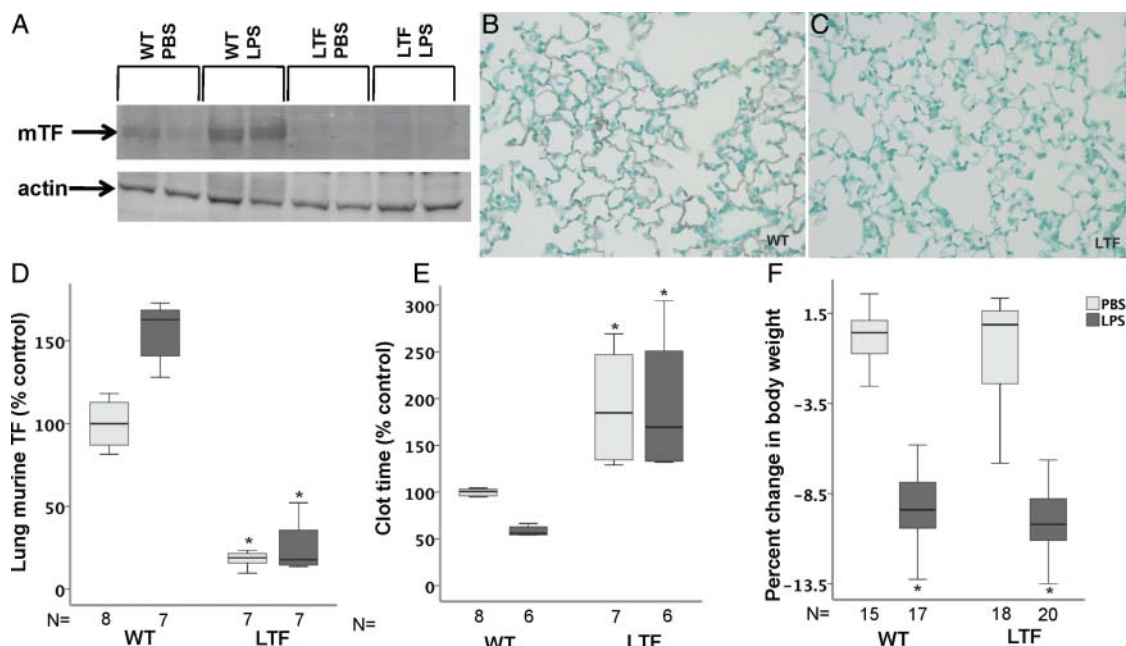 A
WT PBS
WT LPS
LTF PBS
LTF LPS
mTF
actin
B
WT
C
LTF
D
Lung murine TF (% control)
150
100
50
0
*
*
N= 8 7 7 7
WT LTF
E
Clot time (% control)
300
250
200
150
100
50
0
*
*
N= 8 6 7 6
WT LTF
F
Percent change in body weight
1.5
-3.5
-8.5
-13.5
*
*
PBS
LPS
N= 15 17 18 20
WT LTF